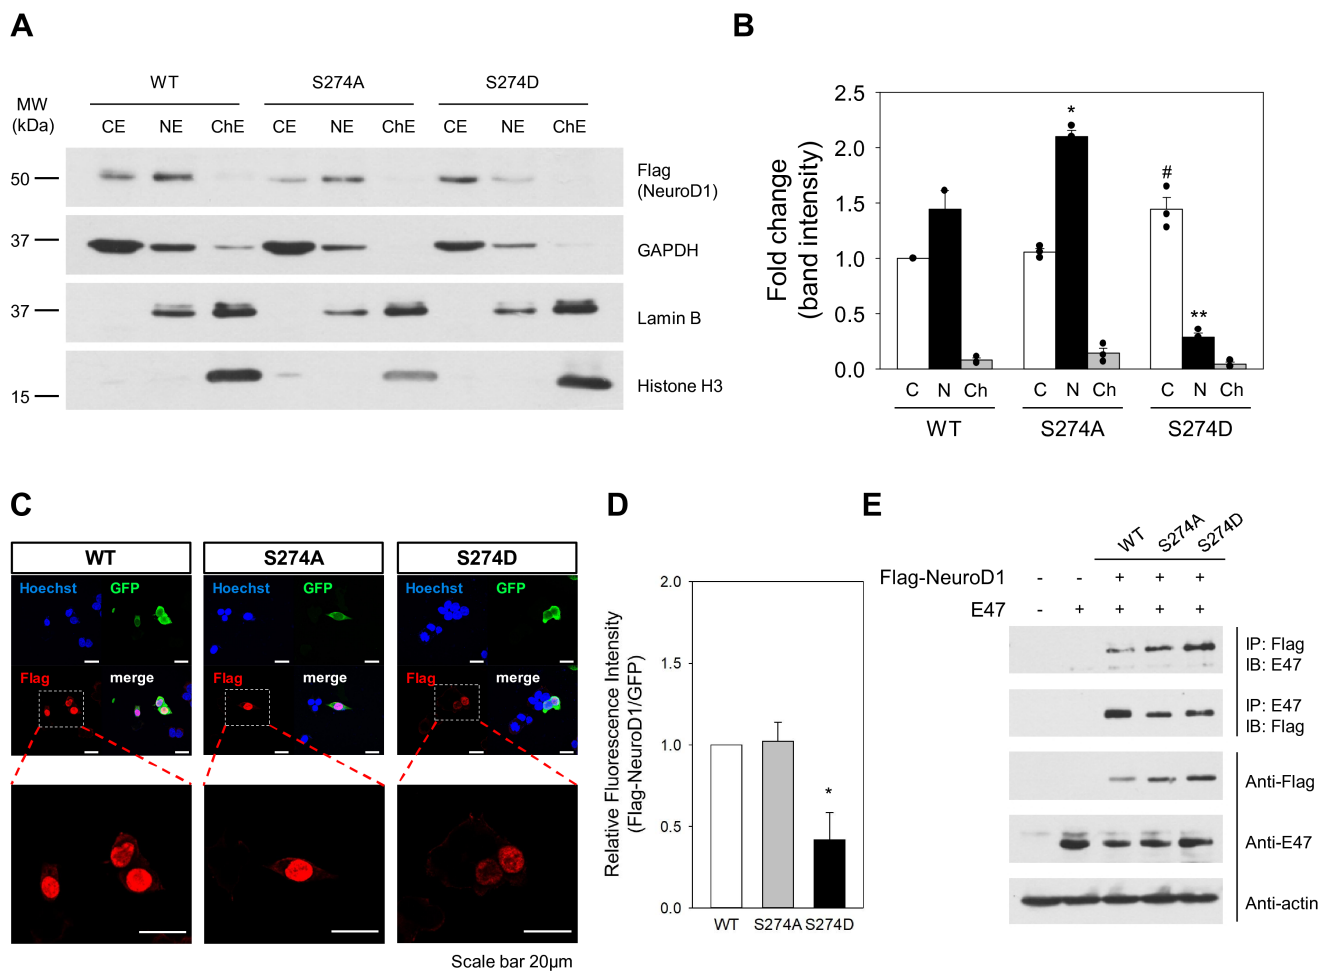 A
WT S274A S274D
MW
(kDa)
CE NE ChE CE NE ChE CE NE ChE
50
Flag
(NeuroD1)
37
GAPDH
37
Lamin B
15
Histone H3
B
Fold change
(band intensity)
2.5
2.0
1.5
1.0
0.5
0.0
*
#
**
C N Ch C N Ch C N Ch
WT S274A S274D
C
WT S274A S274D
Hoechst GFP Hoechst GFP Hoechst GFP
Flag merge Flag merge Flag merge
Scale bar 20µm
D
Relative Fluorescence Intensity
(Flag-NeuroD1/GFP)
2.0
1.5
1.0
0.5
0.0
*
WT S274A S274D
E
WT S274A S274D
Flag-NeuroD1 - - + + +
E47 - + + + +
IP: Flag
IB: E47
IP: E47
IB: Flag
Anti-Flag
Anti-E47
Anti-actin